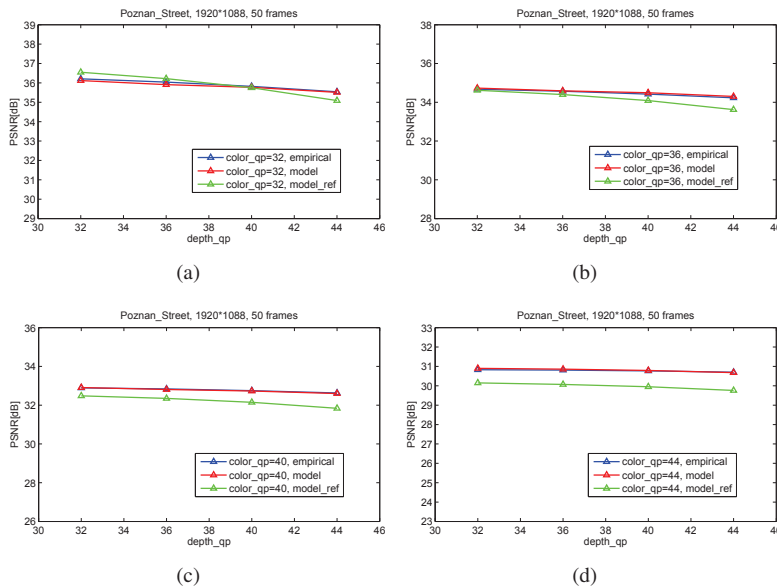 Poznan_Street, 1920*1088, 50 frames
39
38
37
36
35
34
33
32
31
30
29
PSNR[dB]
color_qp=32, empirical
color_qp=32, model
color_qp=32, model_ref
30 32 34 36 38 40 42 44 46
depth_qp
(a)
Poznan_Street, 1920*1088, 50 frames
38
36
34
32
30
28
PSNR[dB]
color_qp=36, empirical
color_qp=36, model
color_qp=36, model_ref
30 32 34 36 38 40 42 44 46
depth_qp
(b)
Poznan_Street, 1920*1088, 50 frames
36
34
32
30
28
26
PSNR[dB]
color_qp=40, empirical
color_qp=40, model
color_qp=40, model_ref
30 32 34 36 38 40 42 44 46
depth_qp
(c)
Poznan_Street, 1920*1088, 50 frames
33
32
31
30
29
28
27
26
25
24
23
PSNR[dB]
color_qp=44, empirical
color_qp=44, model
color_qp=44, model_ref
30 32 34 36 38 40 42 44 46
depth_qp
(d)